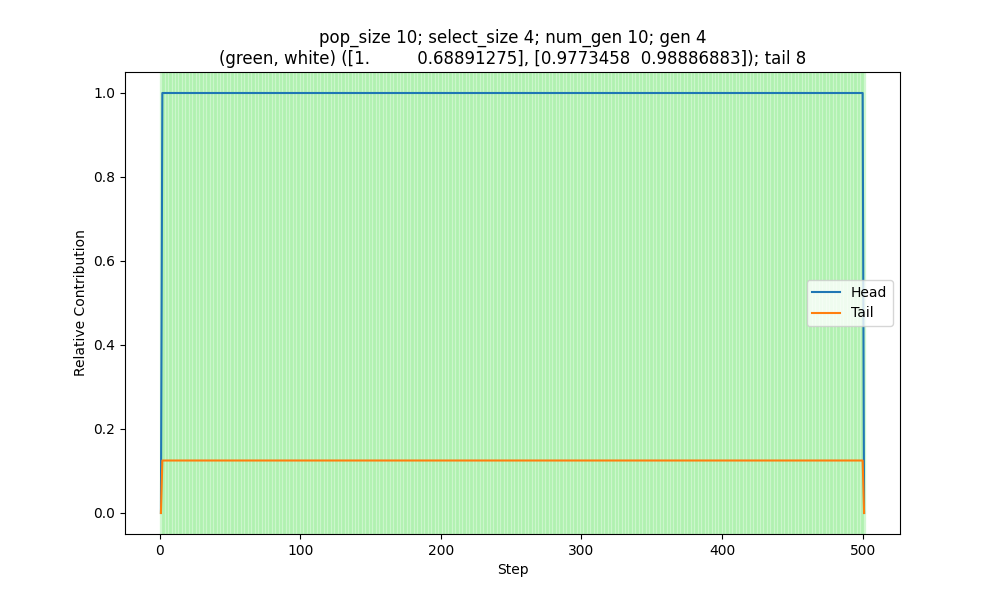 pop_size 10; select_size 4; num_gen 10; gen 4
(green, white) ([1.         0.68891275], [0.9773458  0.98886883]); tail 8
1.0
0.8
0.6
0.4
0.2
0.0
Relative Contribution
Head
Tail
0
100
200
300
400
500
Step